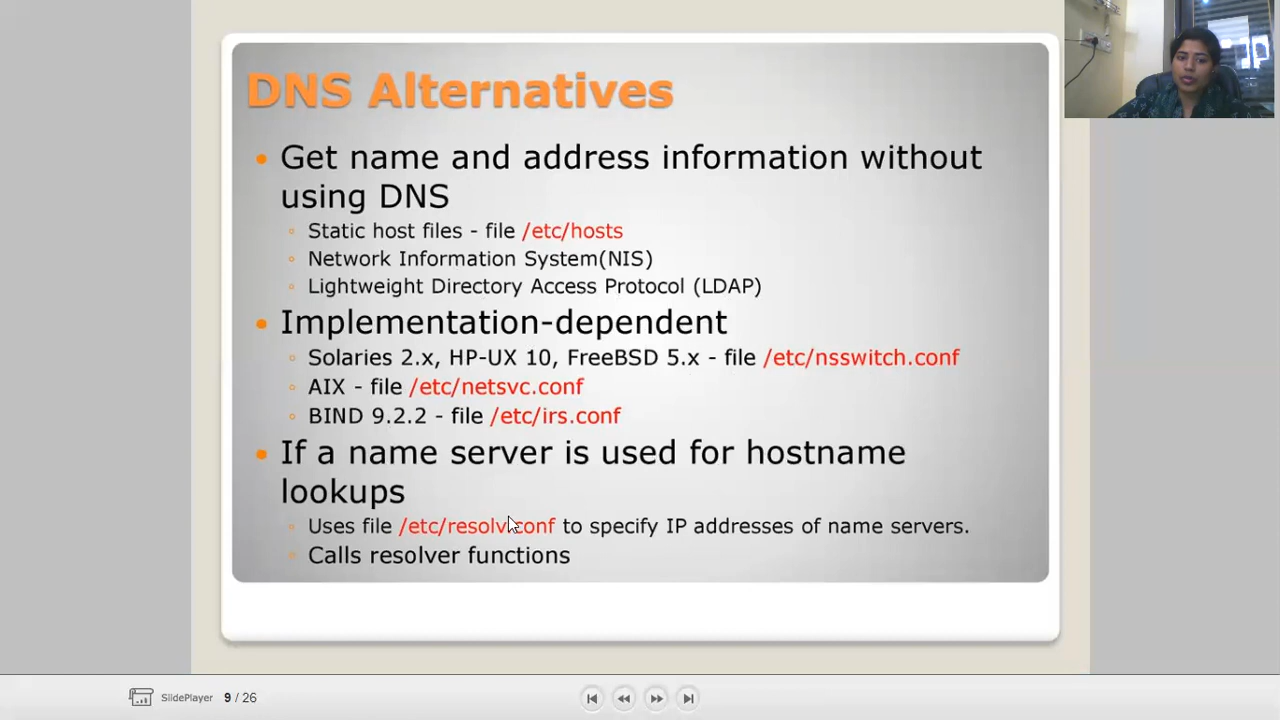 DNS Alternatives
Get name and address information without
using DNS
Static host files - file /etc/hosts
Network Information System(NIS)
Lightweight Directory Access Protocol (LDAP)
Implementation-dependent
Solaries 2.x, HP-UX 10, FreeBSD 5.x - file /etc/nsswitch.conf
AIX - file /etc/netsvc.conf
BIND 9.2.2 - file /etc/irs.conf
If a name server is used for hostname
lookups
Uses file /etc/resolv.conf to specify IP addresses of name servers.
Calls resolver functions
SlidePlayer 9 / 26